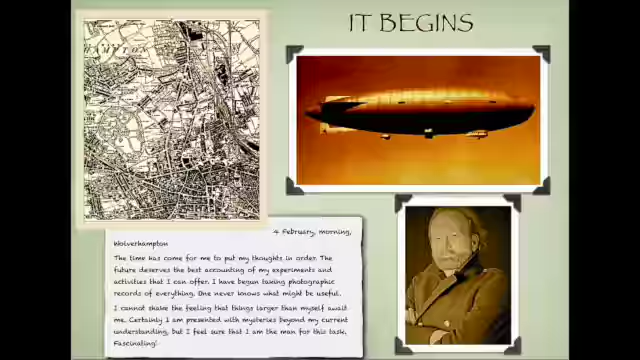 IT BEGINS
HAMPTON
4 February, morning,
Wolverhampton
The time has come for me to put my thoughts in order. The
future deserves the best accounting of my experiments and
activities that I can offer. I have begun taking photographic
records of everything. One never knows what might be useful.
I cannot shake the feeling that things larger than myself await
me. Certainly I am presented with mysteries beyond my current
understanding, but I feel sure that I am the man for this task.
Fascinating!